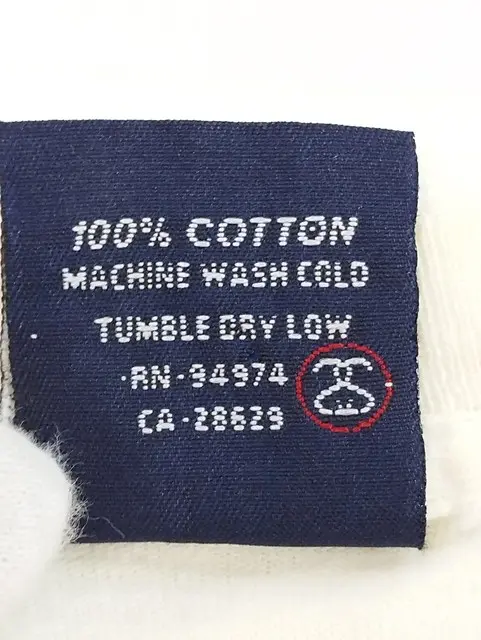 100% COTTON
MACHINE WASH COLD
TUMBLE DRY LOW
·RN·94974
CA·28629